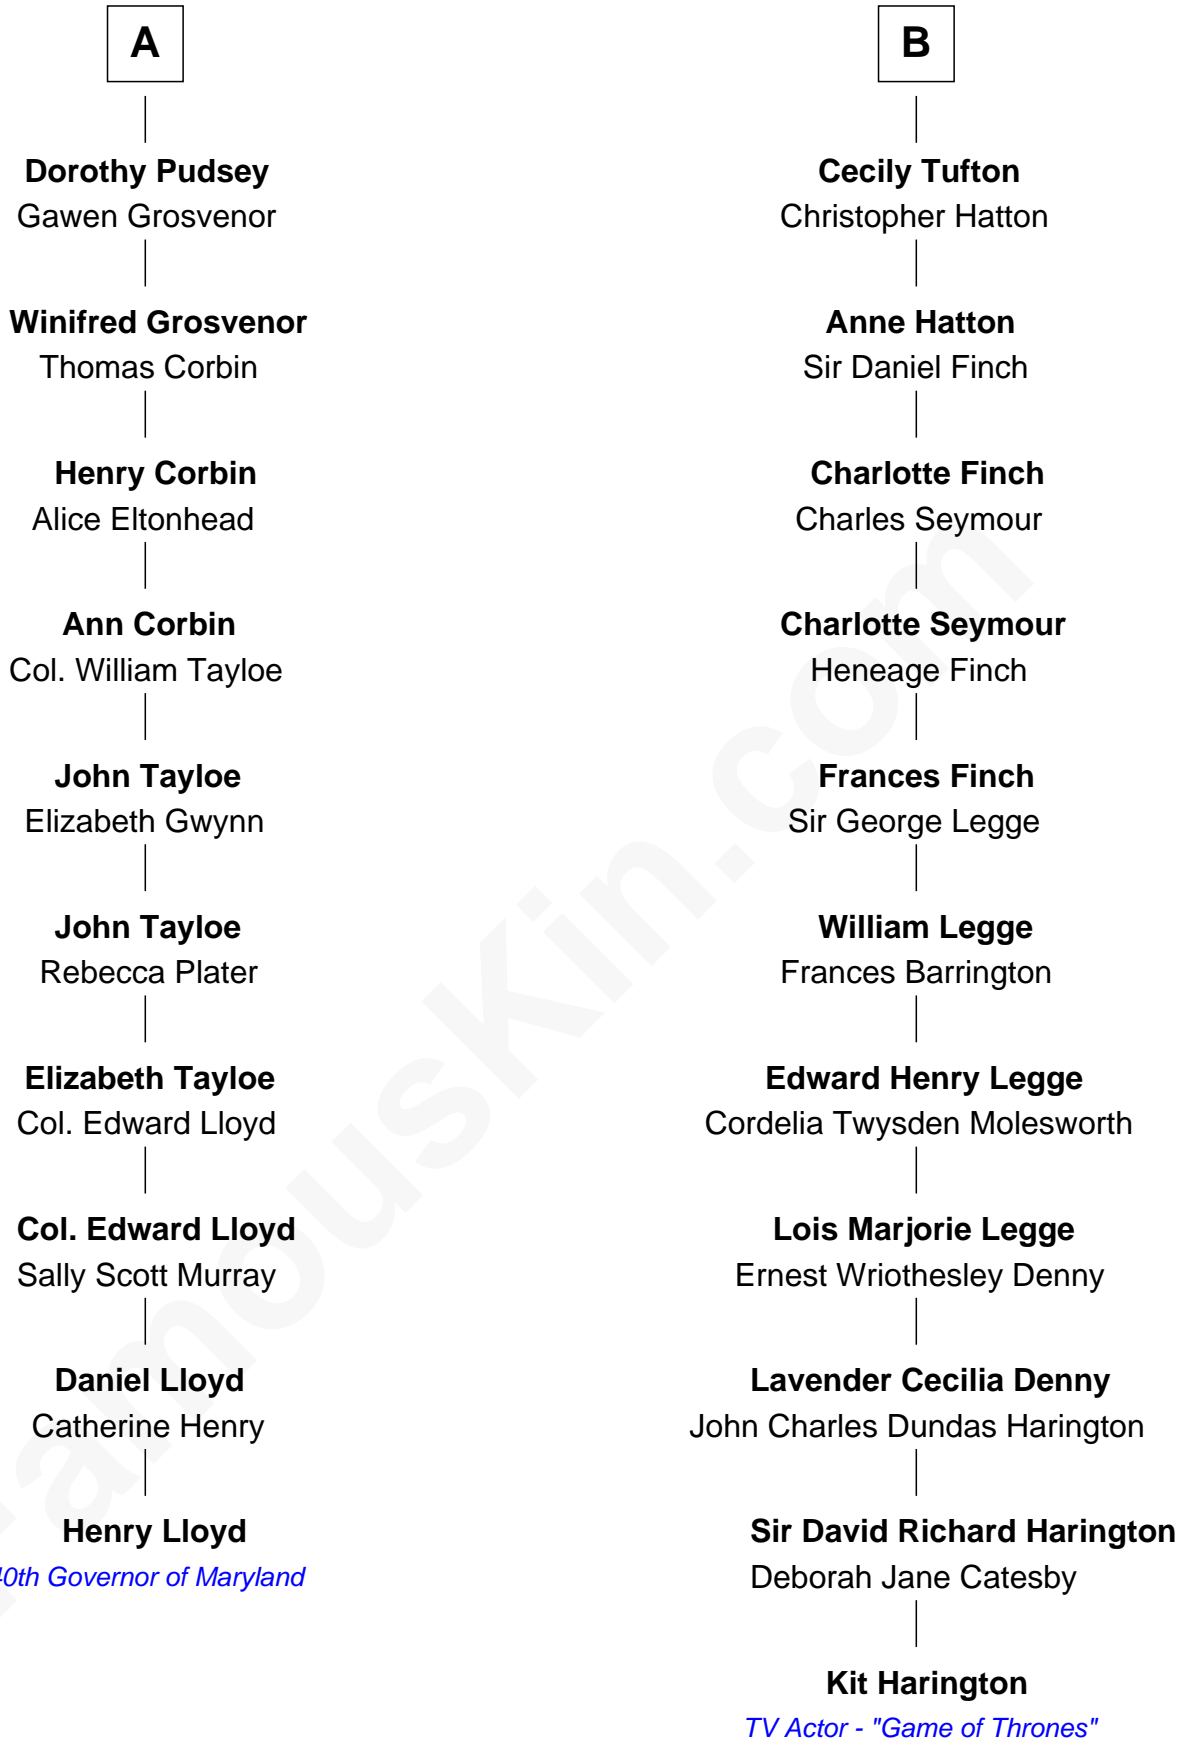 A
Dorothy Pudsey
Gawen Grosvenor
Winifred Grosvenor
Thomas Corbin
Henry Corbin
Alice Eltonhead
Ann Corbin
Col. William Tayloe
John Tayloe
Elizabeth Gwynn
John Tayloe
Rebecca Plater
Elizabeth Tayloe
Col. Edward Lloyd
Col. Edward Lloyd
Sally Scott Murray
Daniel Lloyd
Catherine Henry
Henry Lloyd
40th Governor of Maryland
B
Cecily Tufton
Christopher Hatton
Anne Hatton
Sir Daniel Finch
Charlotte Finch
Charles Seymour
Charlotte Seymour
Heneage Finch
Frances Finch
Sir George Legge
William Legge
Frances Barrington
Edward Henry Legge
Cordelia Twysden Molesworth
Lois Marjorie Legge
Ernest Wriothesley Denny
Lavender Cecilia Denny
John Charles Dundas Harington
Sir David Richard Harington
Deborah Jane Catesby
Kit Harington
TV Actor - "Game of Thrones"
FamousKin.com